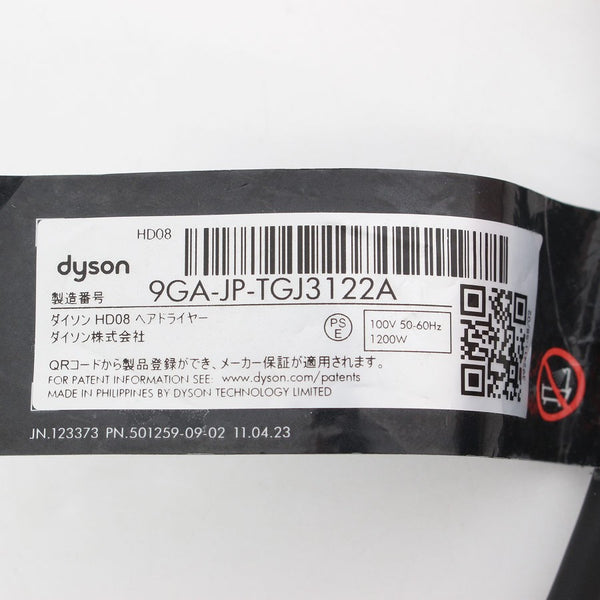 HD08
dyson
製造番号 9GA-JP-TGJ3122A
ダイソン HD08 ヘアドライヤー
ダイソン株式会社
PS
E
100V 50-60Hz
1200W
QRコードから製品登録ができ、メーカー保証が適用されます。
FOR PATENT INFORMATION SEE: www.dyson.com/patents
MADE IN PHILIPPINES BY DYSON TECHNOLOGY LIMITED
JN.123373 PN.501259-09-02 11.04.23